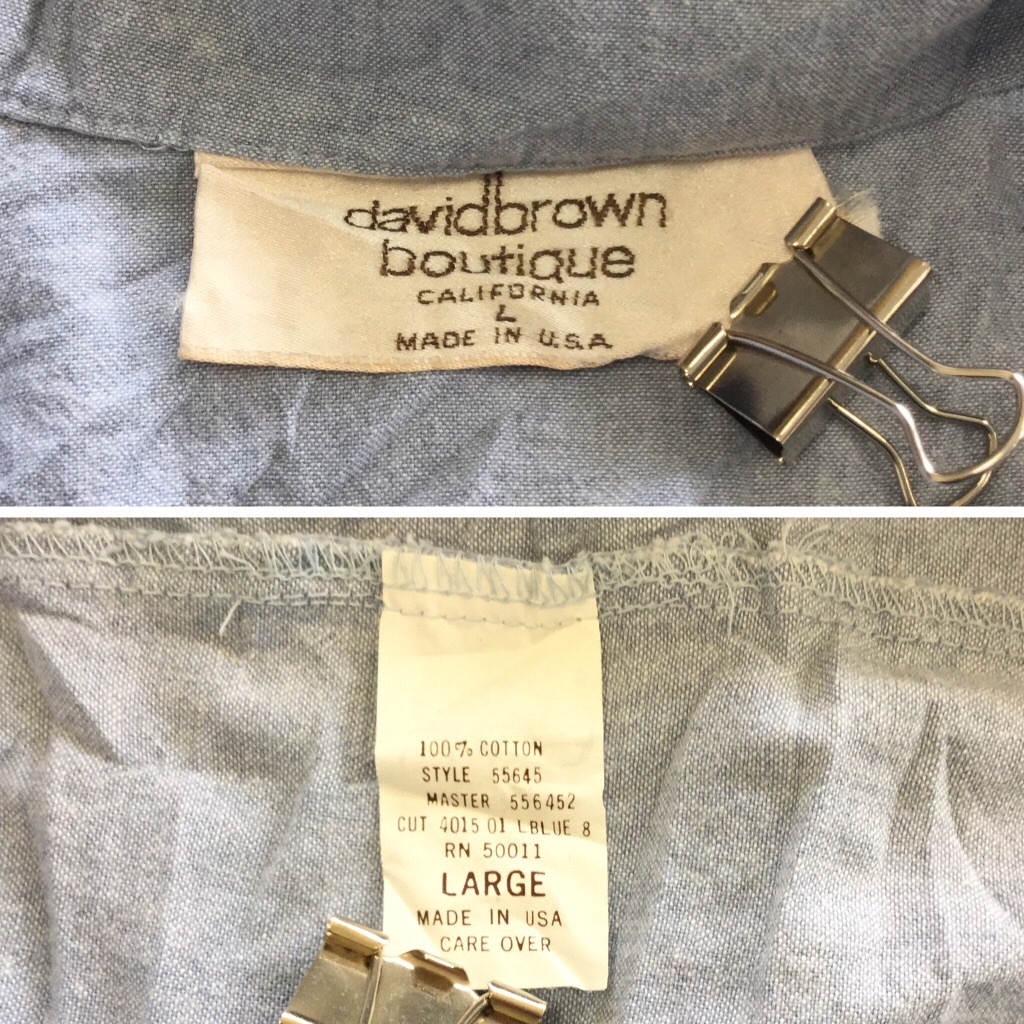 davidbrown
boutique
CALIFORNIA
L
MADE IN U.S.A
100% COTTON
STYLE 55645
MASTER 556452
CUT 4015 01 LBLUE 8
RN 50011
LARGE
MADE IN USA
CARE OVER